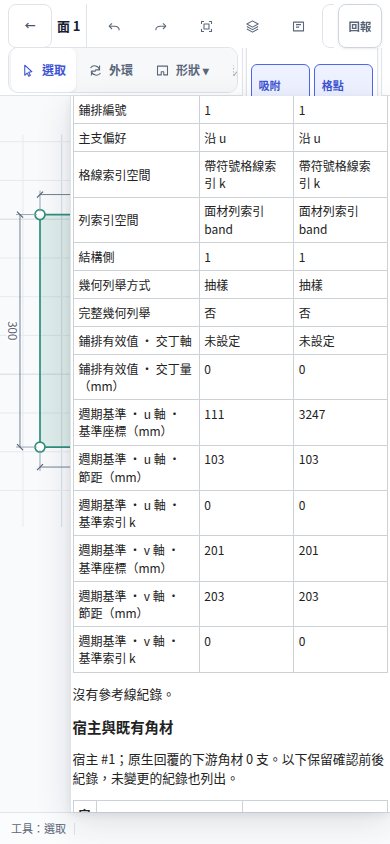 ← 面 1 回報
選取 外環 形狀 ▾ 吸附 格點
鋪排編號 1 1
主支偏好 沿 u 沿 u
格線索引空間 帶符號格線索引 k 帶符號格線索引 k
列索引空間 面材列索引 band 面材列索引 band
結構側 1 1
幾何列舉方式 抽樣 抽樣
完整幾何列舉 否 否
鋪排有效值 · 交丁軸 未設定 未設定
鋪排有效值 · 交丁量（mm） 0 0
週期基準 · u 軸 · 基準座標（mm） 111 3247
週期基準 · u 軸 · 節距（mm） 103 103
週期基準 · u 軸 · 基準索引 k 0 0
週期基準 · v 軸 · 基準座標（mm） 201 201
週期基準 · v 軸 · 節距（mm） 203 203
週期基準 · v 軸 · 基準索引 k 0 0
300
沒有參考線紀錄。
宿主與既有角材
宿主 #1；原生回覆的下游角材 0 支。以下保留確認前後
紀錄，未變更的紀錄也列出。
工具：選取